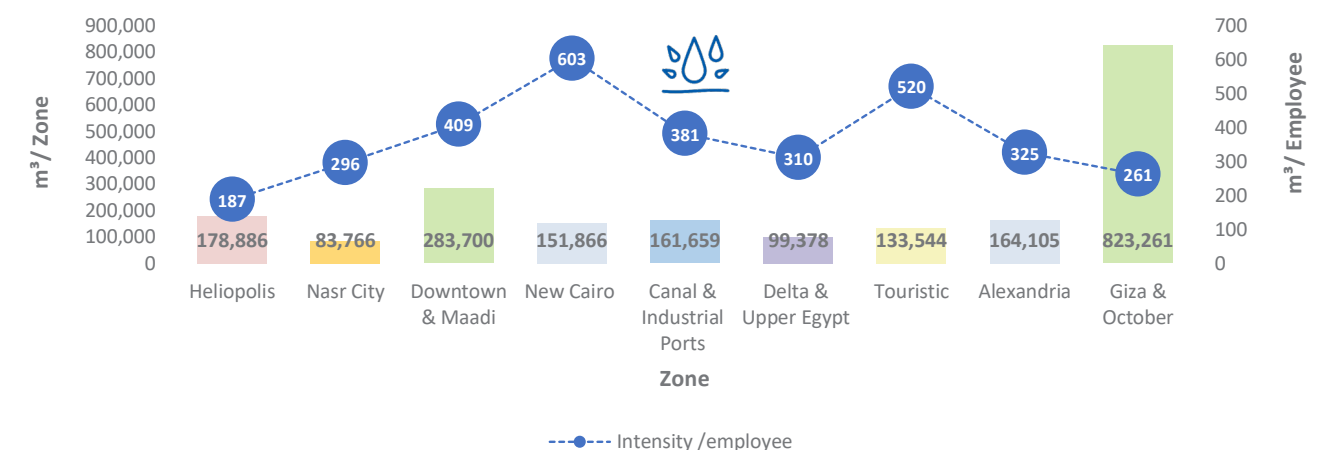 900,000
800,000
700,000
600,000
500,000
400,000
300,000
200,000
100,000
0
m³/ Zone
700
600
500
400
300
200
100
0
m³/ Employee
187
296
409
603
381
310
520
325
261
178,886
83,766
283,700
151,866
161,659
99,378
133,544
164,105
823,261
Heliopolis
Nasr City
Downtown
& Maadi
New Cairo
Canal &
Industrial
Ports
Delta &
Upper Egypt
Touristic
Alexandria
Giza &
October
Zone
Intensity /employee